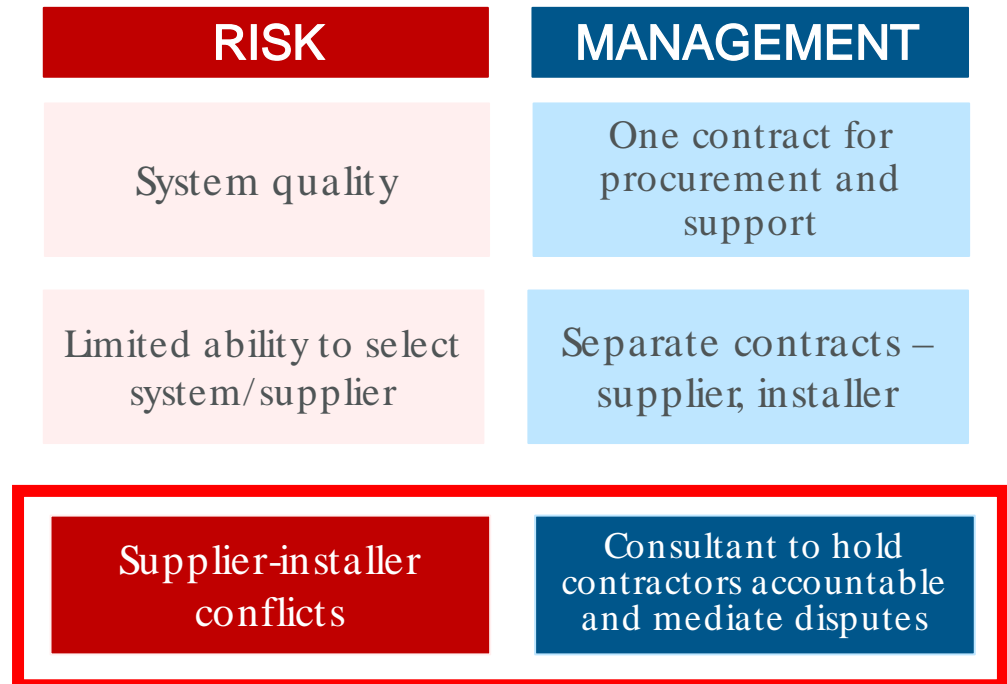 RISK
MANAGEMENT
System quality
One contract for
procurement and
support
Limited ability to select
system/supplier
Separate contracts –
supplier, installer
Supplier-installer
conflicts
Consultant to hold
contractors accountable
and mediate disputes